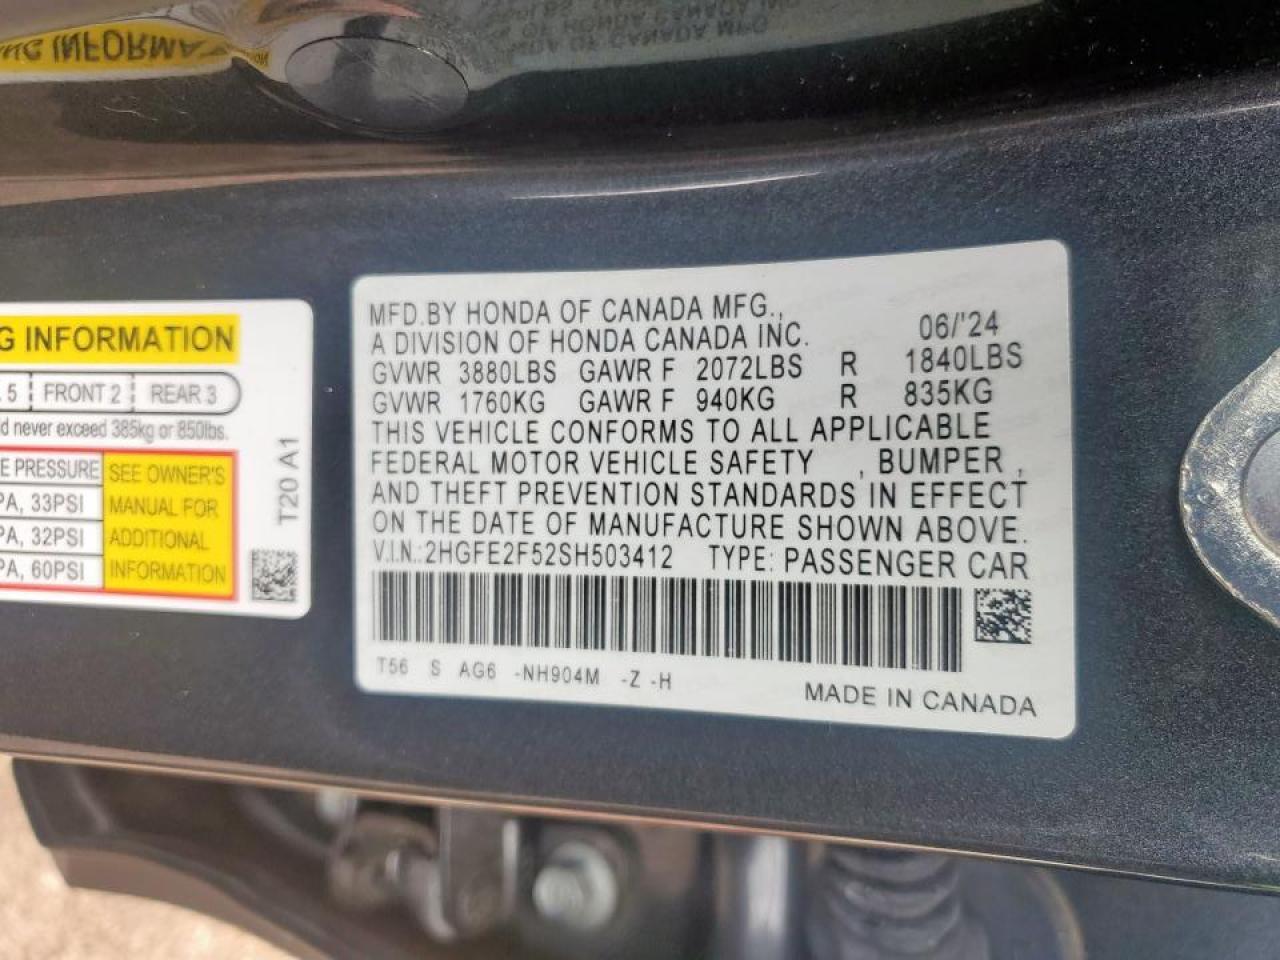 G INFORMATION
5 FRONT 2 REAR 3
never exceed 385kg or 850lbs.
PRESSURE SEE OWNER'S
33PSI MANUAL FOR
32PSI ADDITIONAL
60PSI INFORMATION
T20 A1
MFD.BY HONDA OF CANADA MFG.,
A DIVISION OF HONDA CANADA INC. 06/'24
GVWR 3880LBS GAWR F 2072LBS R 1840LBS
GVWR 1760KG GAWR F 940KG R 835KG
THIS VEHICLE CONFORMS TO ALL APPLICABLE
FEDERAL MOTOR VEHICLE SAFETY , BUMPER ,
AND THEFT PREVENTION STANDARDS IN EFFECT
ON THE DATE OF MANUFACTURE SHOWN ABOVE.
V.I.N.:2HGFE2F52SH503412 TYPE: PASSENGER CAR
T56 S AG6 -NH904M -Z -H
MADE IN CANADA